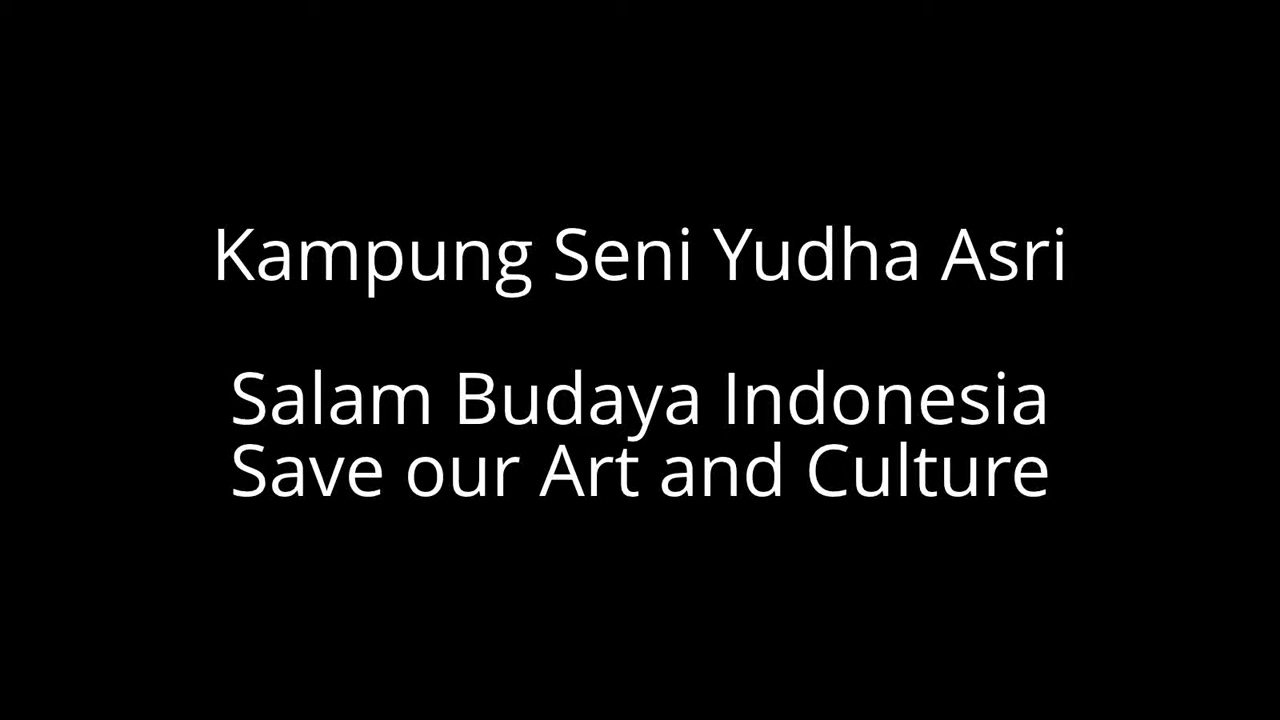 Kampung Seni Yudha Asri
Salam Budaya Indonesia
Save our Art and Culture